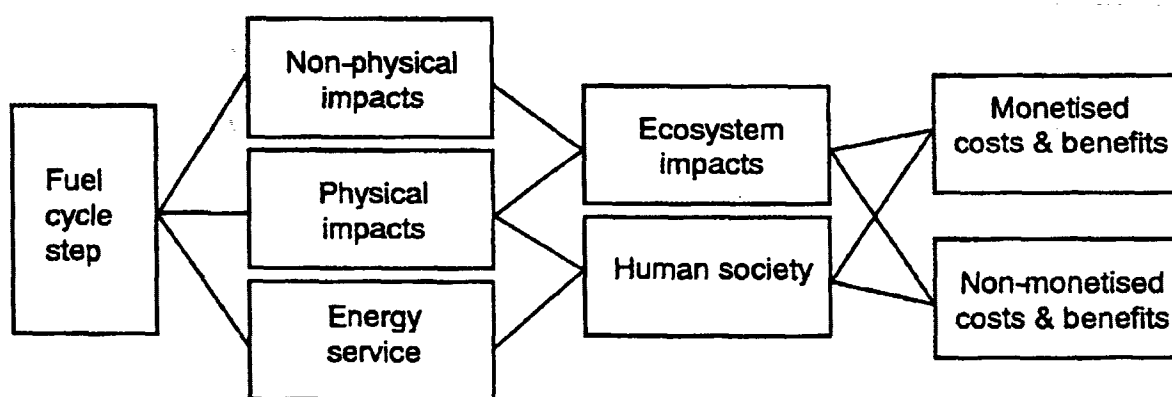 Fuel
cycle
step
Non-physical
impacts
Physical
impacts
Energy
service
Ecosystem
impacts
Human society
Monetised
costs & benefits
Non-monetised
costs & benefits